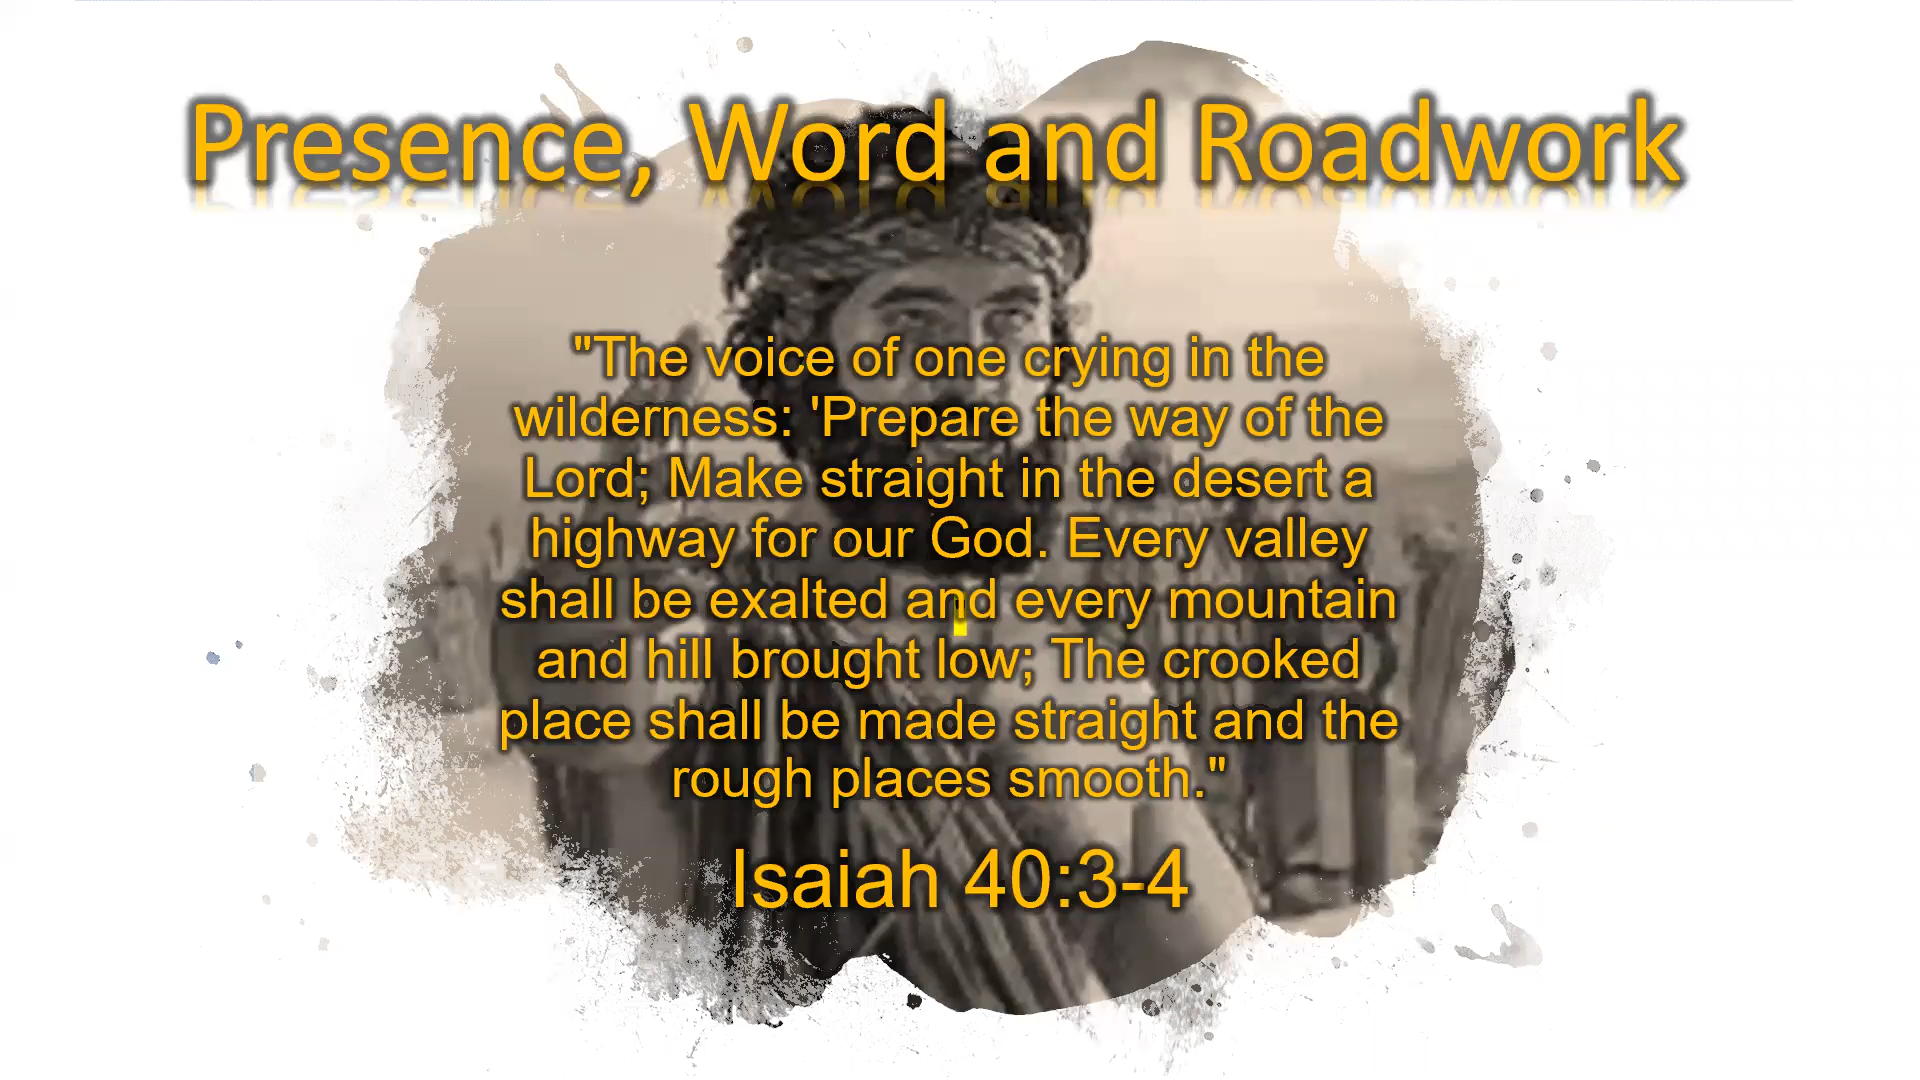 Presence, Word and Roadwork
"The voice of one crying in the
wilderness: 'Prepare the way of the
Lord; Make straight in the desert a
highway for our God. Every valley
shall be exalted and every mountain
and hill brought low; The crooked
place shall be made straight and the
rough places smooth."
Isaiah 40:3-4